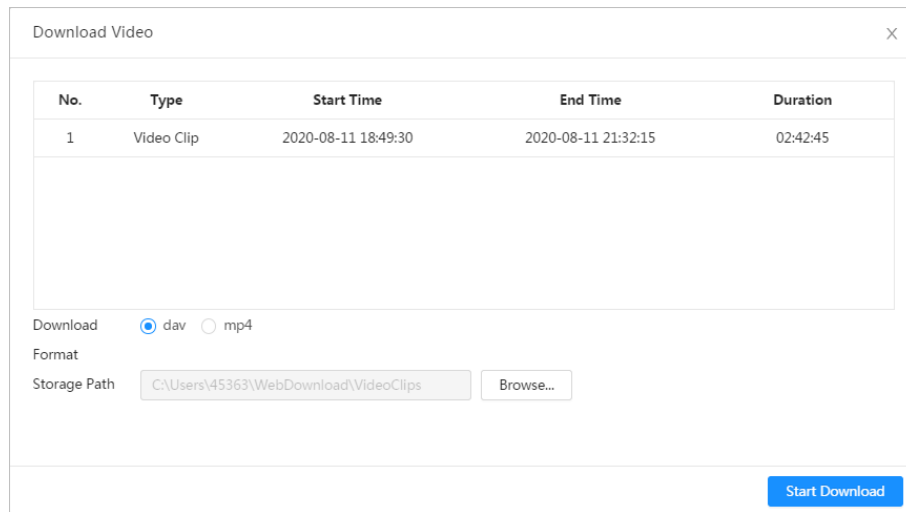 Download Video
No. Type Start Time End Time Duration
1 Video Clip 2020-08-11 18:49:30 2020-08-11 21:32:15 02:42:45
Download dav mp4
Format
Storage Path C:\Users\45363\WebDownload\VideoClips Browse...
Start Download